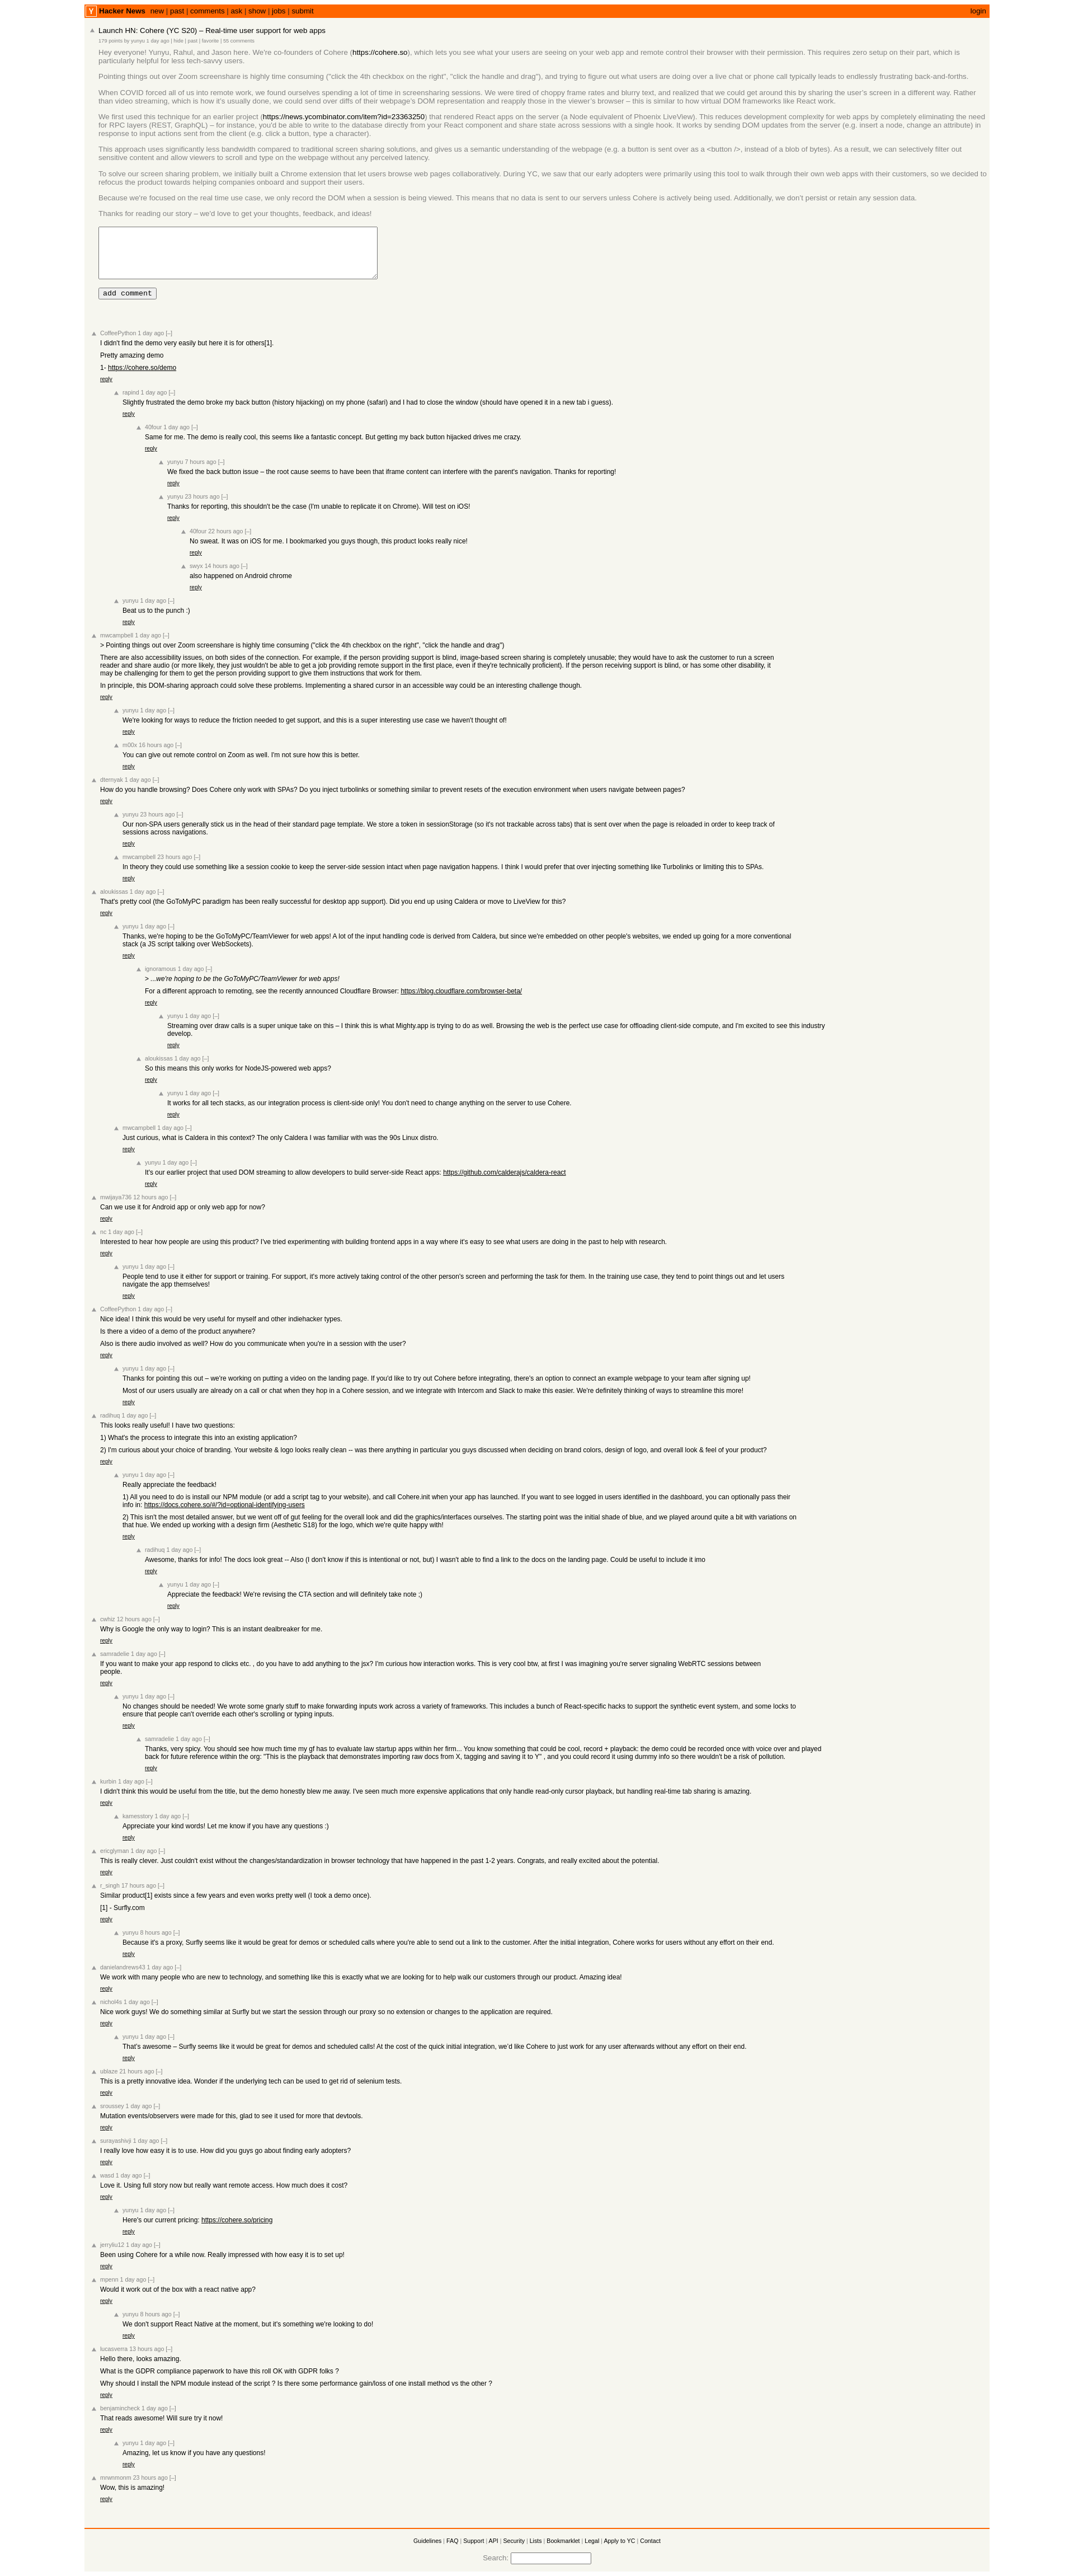 Y Hacker News new | past | comments | ask | show | jobs | submit login
Launch HN: Cohere (YC S20) – Real-time user support for web apps
179 points by yunyu 1 day ago | hide | past | favorite | 55 comments
Hey everyone! Yunyu, Rahul, and Jason here. We're co-founders of Cohere (https://cohere.so), which lets you see what your users are seeing on your web app and remote control their browser with their permission. This requires zero setup on their part, which is
particularly helpful for less tech-savvy users.
Pointing things out over Zoom screenshare is highly time consuming ("click the 4th checkbox on the right", "click the handle and drag"), and trying to figure out what users are doing over a live chat or phone call typically leads to endlessly frustrating back-and-forths.
When COVID forced all of us into remote work, we found ourselves spending a lot of time in screensharing sessions. We were tired of choppy frame rates and blurry text, and realized that we could get around this by sharing the user's screen in a different way. Rather
than video streaming, which is how it's usually done, we could send over diffs of their webpage's DOM representation and reapply those in the viewer's browser – this is similar to how virtual DOM frameworks like React work.
We first used this technique for an earlier project (https://news.ycombinator.com/item?id=23363250) that rendered React apps on the server (a Node equivalent of Phoenix LiveView). This reduces development complexity for web apps by completely eliminating the need
for RPC layers (REST, GraphQL) – for instance, you'd be able to write to the database directly from your React component and share state across sessions with a single hook. It works by sending DOM updates from the server (e.g. insert a node, change an attribute) in
response to input actions sent from the client (e.g. click a button, type a character).
This approach uses significantly less bandwidth compared to traditional screen sharing solutions, and gives us a semantic understanding of the webpage (e.g. a button is sent over as a <button />, instead of a blob of bytes). As a result, we can selectively filter out
sensitive content and allow viewers to scroll and type on the webpage without any perceived latency.
To solve our screen sharing problem, we initially built a Chrome extension that let users browse web pages collaboratively. During YC, we saw that our early adopters were primarily using this tool to walk through their own web apps with their customers, so we decided to
refocus the product towards helping companies onboard and support their users.
Because we're focused on the real time use case, we only record the DOM when a session is being viewed. This means that no data is sent to our servers unless Cohere is actively being used. Additionally, we don't persist or retain any session data.
Thanks for reading our story – we'd love to get your thoughts, feedback, and ideas!
add comment
CoffeePython 1 day ago [–]
I didn't find the demo very easily but here it is for others[1].
Pretty amazing demo
1- https://cohere.so/demo
reply
rapind 1 day ago [–]
Slightly frustrated the demo broke my back button (history hijacking) on my phone (safari) and I had to close the window (should have opened it in a new tab i guess).
reply
40four 1 day ago [–]
Same for me. The demo is really cool, this seems like a fantastic concept. But getting my back button hijacked drives me crazy.
reply
yunyu 7 hours ago [–]
We fixed the back button issue – the root cause seems to have been that iframe content can interfere with the parent's navigation. Thanks for reporting!
reply
yunyu 23 hours ago [–]
Thanks for reporting, this shouldn't be the case (I'm unable to replicate it on Chrome). Will test on iOS!
reply
40four 22 hours ago [–]
No sweat. It was on iOS for me. I bookmarked you guys though, this product looks really nice!
reply
swyx 14 hours ago [–]
also happened on Android chrome
reply
yunyu 1 day ago [–]
Beat us to the punch :)
reply
mwcampbell 1 day ago [–]
> Pointing things out over Zoom screenshare is highly time consuming ("click the 4th checkbox on the right", "click the handle and drag")
There are also accessibility issues, on both sides of the connection. For example, if the person providing support is blind, image-based screen sharing is completely unusable; they would have to ask the customer to run a screen
reader and share audio (or more likely, they just wouldn't be able to get a job providing remote support in the first place, even if they're technically proficient). If the person receiving support is blind, or has some other disability, it
may be challenging for them to get the person providing support to give them instructions that work for them.
In principle, this DOM-sharing approach could solve these problems. Implementing a shared cursor in an accessible way could be an interesting challenge though.
reply
yunyu 1 day ago [–]
We're looking for ways to reduce the friction needed to get support, and this is a super interesting use case we haven't thought of!
reply
m00x 16 hours ago [–]
You can give out remote control on Zoom as well. I'm not sure how this is better.
reply
dternyak 1 day ago [–]
How do you handle browsing? Does Cohere only work with SPAs? Do you inject turbolinks or something similar to prevent resets of the execution environment when users navigate between pages?
reply
yunyu 23 hours ago [–]
Our non-SPA users generally stick us in the head of their standard page template. We store a token in sessionStorage (so it's not trackable across tabs) that is sent over when the page is reloaded in order to keep track of
sessions across navigations.
reply
mwcampbell 23 hours ago [–]
In theory they could use something like a session cookie to keep the server-side session intact when page navigation happens. I think I would prefer that over injecting something like Turbolinks or limiting this to SPAs.
reply
aloukissas 1 day ago [–]
That's pretty cool (the GoToMyPC paradigm has been really successful for desktop app support). Did you end up using Caldera or move to LiveView for this?
reply
yunyu 1 day ago [–]
Thanks, we're hoping to be the GoToMyPC/TeamViewer for web apps! A lot of the input handling code is derived from Caldera, but since we're embedded on other people's websites, we ended up going for a more conventional
stack (a JS script talking over WebSockets).
reply
ignoramous 1 day ago [–]
> ...we're hoping to be the GoToMyPC/TeamViewer for web apps!
For a different approach to remoting, see the recently announced Cloudflare Browser: https://blog.cloudflare.com/browser-beta/
reply
yunyu 1 day ago [–]
Streaming over draw calls is a super unique take on this – I think this is what Mighty.app is trying to do as well. Browsing the web is the perfect use case for offloading client-side compute, and I'm excited to see this industry
develop.
reply
aloukissas 1 day ago [–]
So this means this only works for NodeJS-powered web apps?
reply
yunyu 1 day ago [–]
It works for all tech stacks, as our integration process is client-side only! You don't need to change anything on the server to use Cohere.
reply
mwcampbell 1 day ago [–]
Just curious, what is Caldera in this context? The only Caldera I was familiar with was the 90s Linux distro.
reply
yunyu 1 day ago [–]
It's our earlier project that used DOM streaming to allow developers to build server-side React apps: https://github.com/calderajs/caldera-react
reply
mwijaya736 12 hours ago [–]
Can we use it for Android app or only web app for now?
reply
nc 1 day ago [–]
Interested to hear how people are using this product? I've tried experimenting with building frontend apps in a way where it's easy to see what users are doing in the past to help with research.
reply
yunyu 1 day ago [–]
People tend to use it either for support or training. For support, it's more actively taking control of the other person's screen and performing the task for them. In the training use case, they tend to point things out and let users
navigate the app themselves!
reply
CoffeePython 1 day ago [–]
Nice idea! I think this would be very useful for myself and other indiehacker types.
Is there a video of a demo of the product anywhere?
Also is there audio involved as well? How do you communicate when you're in a session with the user?
reply
yunyu 1 day ago [–]
Thanks for pointing this out – we're working on putting a video on the landing page. If you'd like to try out Cohere before integrating, there's an option to connect an example webpage to your team after signing up!
Most of our users usually are already on a call or chat when they hop in a Cohere session, and we integrate with Intercom and Slack to make this easier. We're definitely thinking of ways to streamline this more!
reply
radihuq 1 day ago [–]
This looks really useful! I have two questions:
1) What's the process to integrate this into an existing application?
2) I'm curious about your choice of branding. Your website & logo looks really clean -- was there anything in particular you guys discussed when deciding on brand colors, design of logo, and overall look & feel of your product?
reply
yunyu 1 day ago [–]
Really appreciate the feedback!
1) All you need to do is install our NPM module (or add a script tag to your website), and call Cohere.init when your app has launched. If you want to see logged in users identified in the dashboard, you can optionally pass their
info in: https://docs.cohere.so/#/?id=optional-identifying-users
2) This isn't the most detailed answer, but we went off of gut feeling for the overall look and did the graphics/interfaces ourselves. The starting point was the initial shade of blue, and we played around quite a bit with variations on
that hue. We ended up working with a design firm (Aesthetic S18) for the logo, which we're quite happy with!
reply
radihuq 1 day ago [–]
Awesome, thanks for info! The docs look great -- Also (I don't know if this is intentional or not, but) I wasn't able to find a link to the docs on the landing page. Could be useful to include it imo
reply
yunyu 1 day ago [–]
Appreciate the feedback! We're revising the CTA section and will definitely take note ;)
reply
cwhiz 12 hours ago [–]
Why is Google the only way to login? This is an instant dealbreaker for me.
reply
samradelie 1 day ago [–]
If you want to make your app respond to clicks etc. , do you have to add anything to the jsx? I'm curious how interaction works. This is very cool btw, at first I was imagining you're server signaling WebRTC sessions between
people.
reply
yunyu 1 day ago [–]
No changes should be needed! We wrote some gnarly stuff to make forwarding inputs work across a variety of frameworks. This includes a bunch of React-specific hacks to support the synthetic event system, and some locks to
ensure that people can't override each other's scrolling or typing inputs.
reply
samradelie 1 day ago [–]
Thanks, very spicy. You should see how much time my gf has to evaluate law startup apps within her firm... You know something that could be cool, record + playback: the demo could be recorded once with voice over and played
back for future reference within the org: "This is the playback that demonstrates importing raw docs from X, tagging and saving it to Y" , and you could record it using dummy info so there wouldn't be a risk of pollution.
reply
kurbin 1 day ago [–]
I didn't think this would be useful from the title, but the demo honestly blew me away. I've seen much more expensive applications that only handle read-only cursor playback, but handling real-time tab sharing is amazing.
reply
kamesstory 1 day ago [–]
Appreciate your kind words! Let me know if you have any questions :)
reply
ericglyman 1 day ago [–]
This is really clever. Just couldn't exist without the changes/standardization in browser technology that have happened in the past 1-2 years. Congrats, and really excited about the potential.
reply
r_singh 17 hours ago [–]
Similar product[1] exists since a few years and even works pretty well (I took a demo once).
[1] - Surfly.com
reply
yunyu 8 hours ago [–]
Because it's a proxy, Surfly seems like it would be great for demos or scheduled calls where you're able to send out a link to the customer. After the initial integration, Cohere works for users without any effort on their end.
reply
danielandrews43 1 day ago [–]
We work with many people who are new to technology, and something like this is exactly what we are looking for to help walk our customers through our product. Amazing idea!
reply
nichol4s 1 day ago [–]
Nice work guys! We do something similar at Surfly but we start the session through our proxy so no extension or changes to the application are required.
reply
yunyu 1 day ago [–]
That's awesome – Surfly seems like it would be great for demos and scheduled calls! At the cost of the quick initial integration, we'd like Cohere to just work for any user afterwards without any effort on their end.
reply
ublaze 21 hours ago [–]
This is a pretty innovative idea. Wonder if the underlying tech can be used to get rid of selenium tests.
reply
sroussey 1 day ago [–]
Mutation events/observers were made for this, glad to see it used for more that devtools.
reply
surayashivji 1 day ago [–]
I really love how easy it is to use. How did you guys go about finding early adopters?
reply
wasd 1 day ago [–]
Love it. Using full story now but really want remote access. How much does it cost?
reply
yunyu 1 day ago [–]
Here's our current pricing: https://cohere.so/pricing
reply
jerryliu12 1 day ago [–]
Been using Cohere for a while now. Really impressed with how easy it is to set up!
reply
mpenn 1 day ago [–]
Would it work out of the box with a react native app?
reply
yunyu 8 hours ago [–]
We don't support React Native at the moment, but it's something we're looking to do!
reply
lucasverra 13 hours ago [–]
Hello there, looks amazing.
What is the GDPR compliance paperwork to have this roll OK with GDPR folks ?
Why should I install the NPM module instead of the script ? Is there some performance gain/loss of one install method vs the other ?
reply
benjamincheck 1 day ago [–]
That reads awesome! Will sure try it now!
reply
yunyu 1 day ago [–]
Amazing, let us know if you have any questions!
reply
mrwnmonm 23 hours ago [–]
Wow, this is amazing!
reply
Guidelines | FAQ | Support | API | Security | Lists | Bookmarklet | Legal | Apply to YC | Contact
Search: